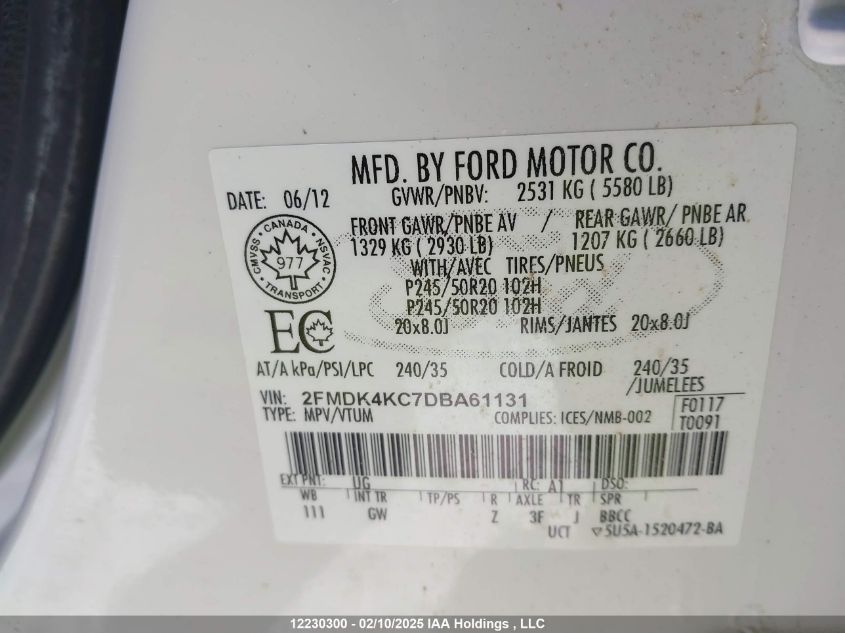 MFD. BY FORD MOTOR CO.
DATE: 06/12 GVWR/PNBV: 2531 KG ( 5580 LB)
FRONT GAWR/PNBE AV / REAR GAWR/ PNBE AR
1329 KG ( 2930 LB) 1207 KG ( 2660 LB)
WITH/AVEC TIRES/PNEUS
P245/50R20 102H
P245/50R20 102H
20x8.0J RIMS/JANTES 20x8.0J
CANADA
CMVSS • NSVAC
977
TRANSPORT
EC
AT/A kPa/PSI/LPC 240/35 COLD/A FROID 240/35
/JUMELEES
VIN: 2FMDK4KC7DBA61131
TYPE: MPV/VTUM COMPLIES: ICES/NMB-002
F0117
T0091
EXT PNT: UG RC: A1 DSO:
WB INT TR TP/PS R AXLE TR SPR
111 GW Z 3F J BBCC
UCT ▽5U5A-1520472-BA
12230300 - 02/10/2025 IAA Holdings , LLC